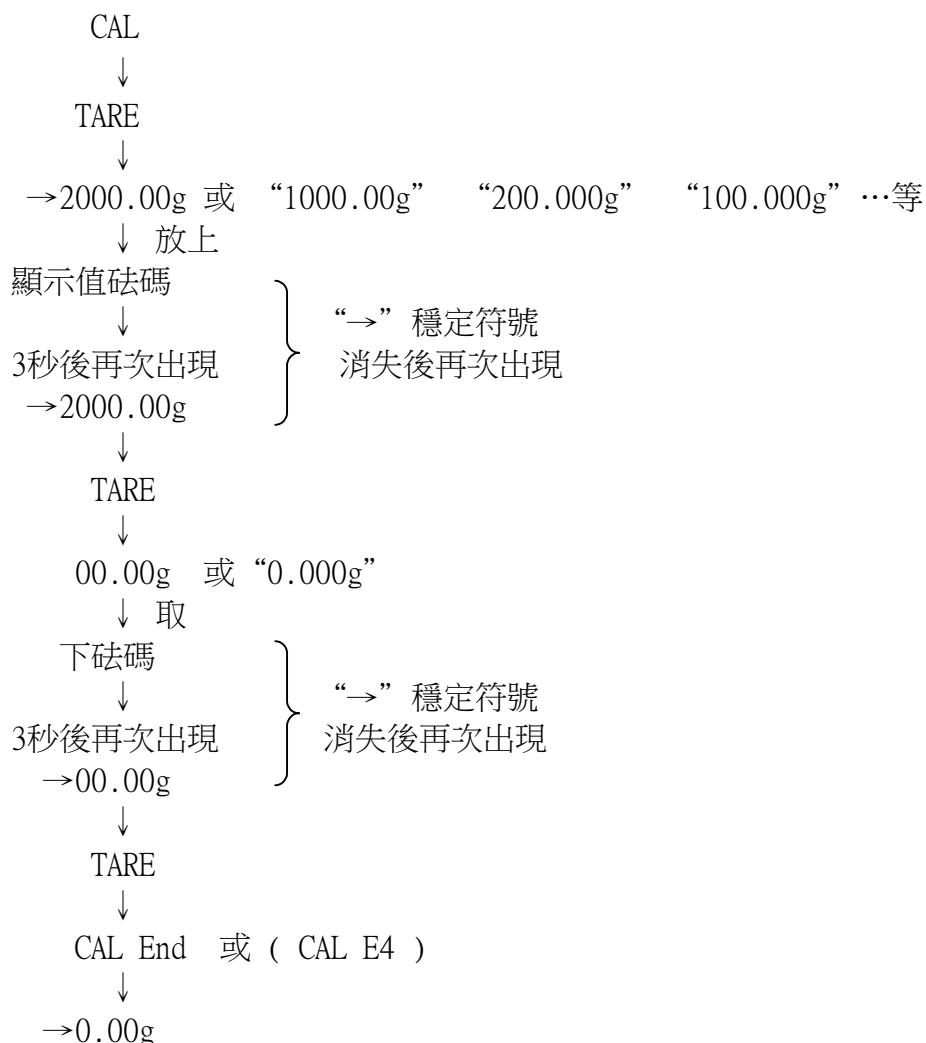 CAL
↓
TARE
↓
→2000.00g 或 “1000.00g” “200.000g” “100.000g” …等
↓ 放上
顯示值砝碼
↓
“→” 穩定符號
3秒後再次出現 消失後再次出現
→2000.00g
↓
TARE
↓
00.00g 或 “0.000g”
↓ 取
下砝碼
↓
“→” 穩定符號
3秒後再次出現 消失後再次出現
→00.00g
↓
TARE
↓
CAL End 或 ( CAL E4 )
↓
→0.00g